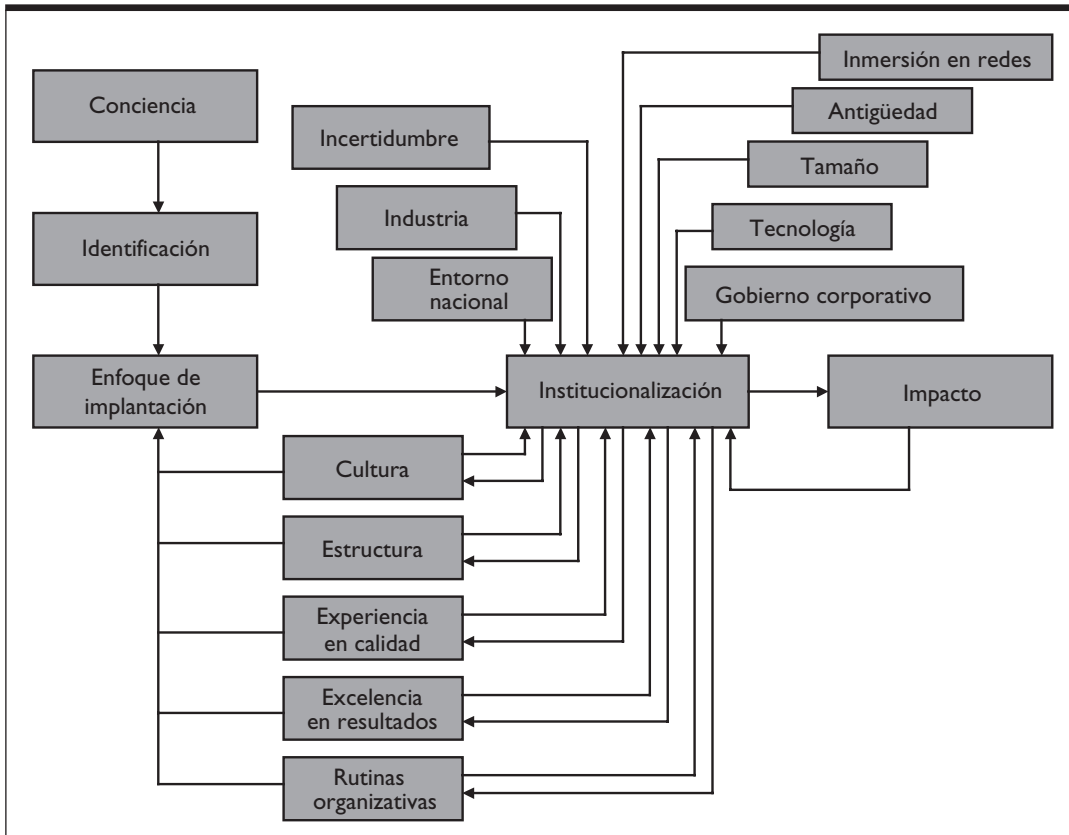 Inmersión en redes
Conciencia
Antigüedad
Incertidumbre
Tamaño
Industria
Tecnología
Identificación
Entorno
nacional
Gobierno corporativo
Enfoque de
implantación
Institucionalización
Impacto
Cultura
Estructura
Experiencia
en calidad
Excelencia
en resultados
Rutinas
organizativas